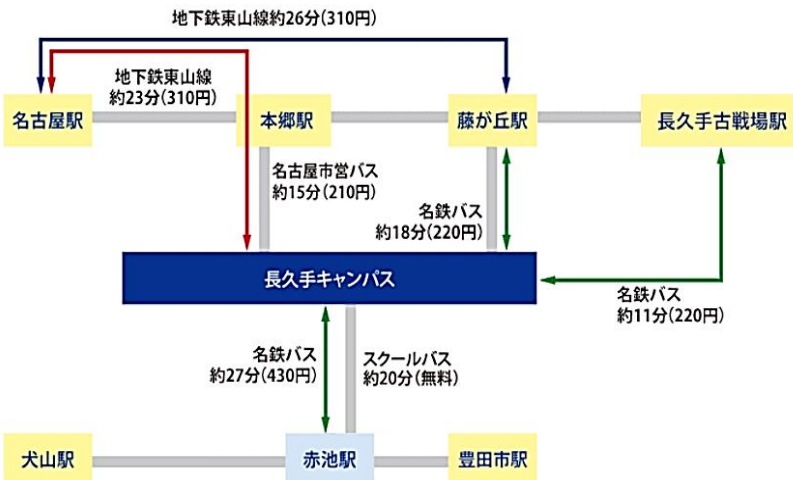 地下鉄東山線約26分(310円)
地下鉄東山線
約23分(310円)
名古屋駅
本郷駅
藤が丘駅
長久手古戦場駅
名古屋市営バス
約15分(210円)
名鉄バス
約18分(220円)
長久手キャンパス
名鉄バス
約11分(220円)
名鉄バス
約27分(430円)
スクールバス
約20分(無料)
犬山駅
赤池駅
豊田市駅